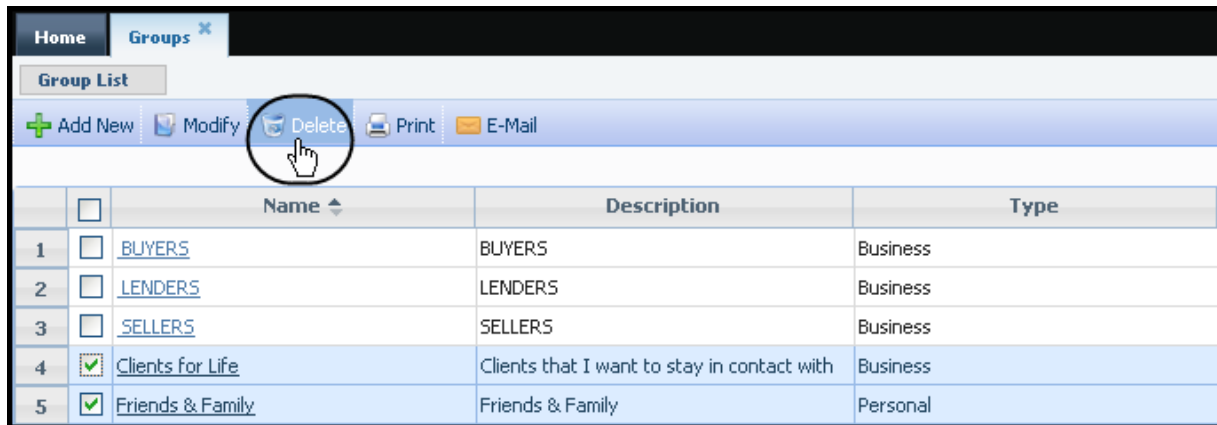 Home Groups
Group List
Add New Modify Delete Print E-Mail
Name Description Type
1 BUYERS BUYERS Business
2 LENDERS LENDERS Business
3 SELLERS SELLERS Business
4 Clients for Life Clients that I want to stay in contact with Business
5 Friends & Family Friends & Family Personal